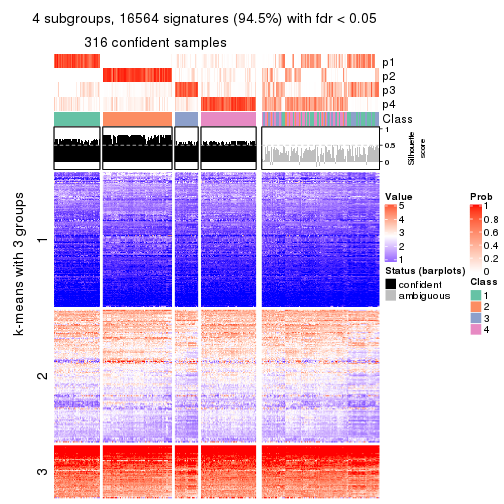 4 subgroups, 16564 signatures (94.5%) with fdr < 0.05
316 confident samples
p1
p2
p3
p4
Class
1
0.5
0
Silhouette
score
k-means with 3 groups
1
2
3
Value
5
4
3
2
1
Status (barplots)
confident
ambiguous
Prob
1
0.8
0.6
0.4
0.2
0
Class
1
2
3
4